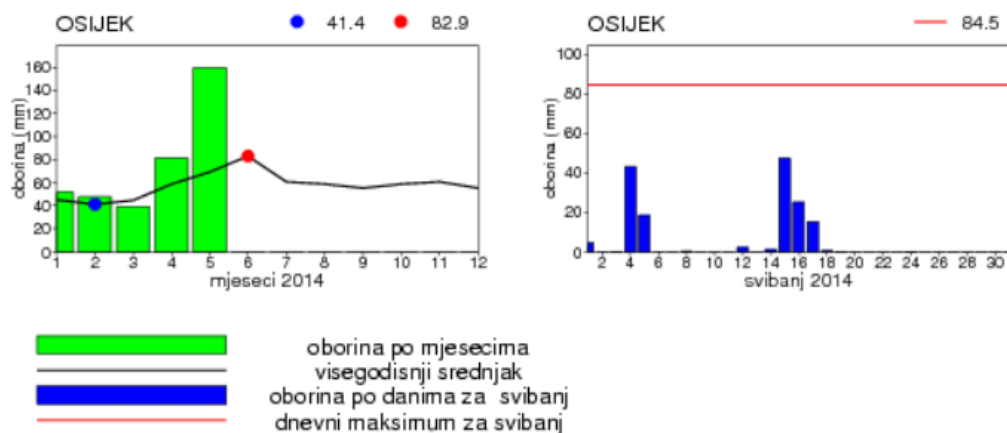 OSIJEK 41.4 82.9
160
140
120
100
80
60
40
20
0
oborina (mm)
1 2 3 4 5 6 7 8 9 10 11 12
mjeseci 2014
OSIJEK 84.5
100
80
60
40
20
0
oborina (mm)
2 4 6 8 10 12 14 16 18 20 22 24 26 28 30
svibanj 2014
oborina po mjesecima
visegodisnji srednjak
oborina po danima za svibanj
dnevni maksimum za svibanj